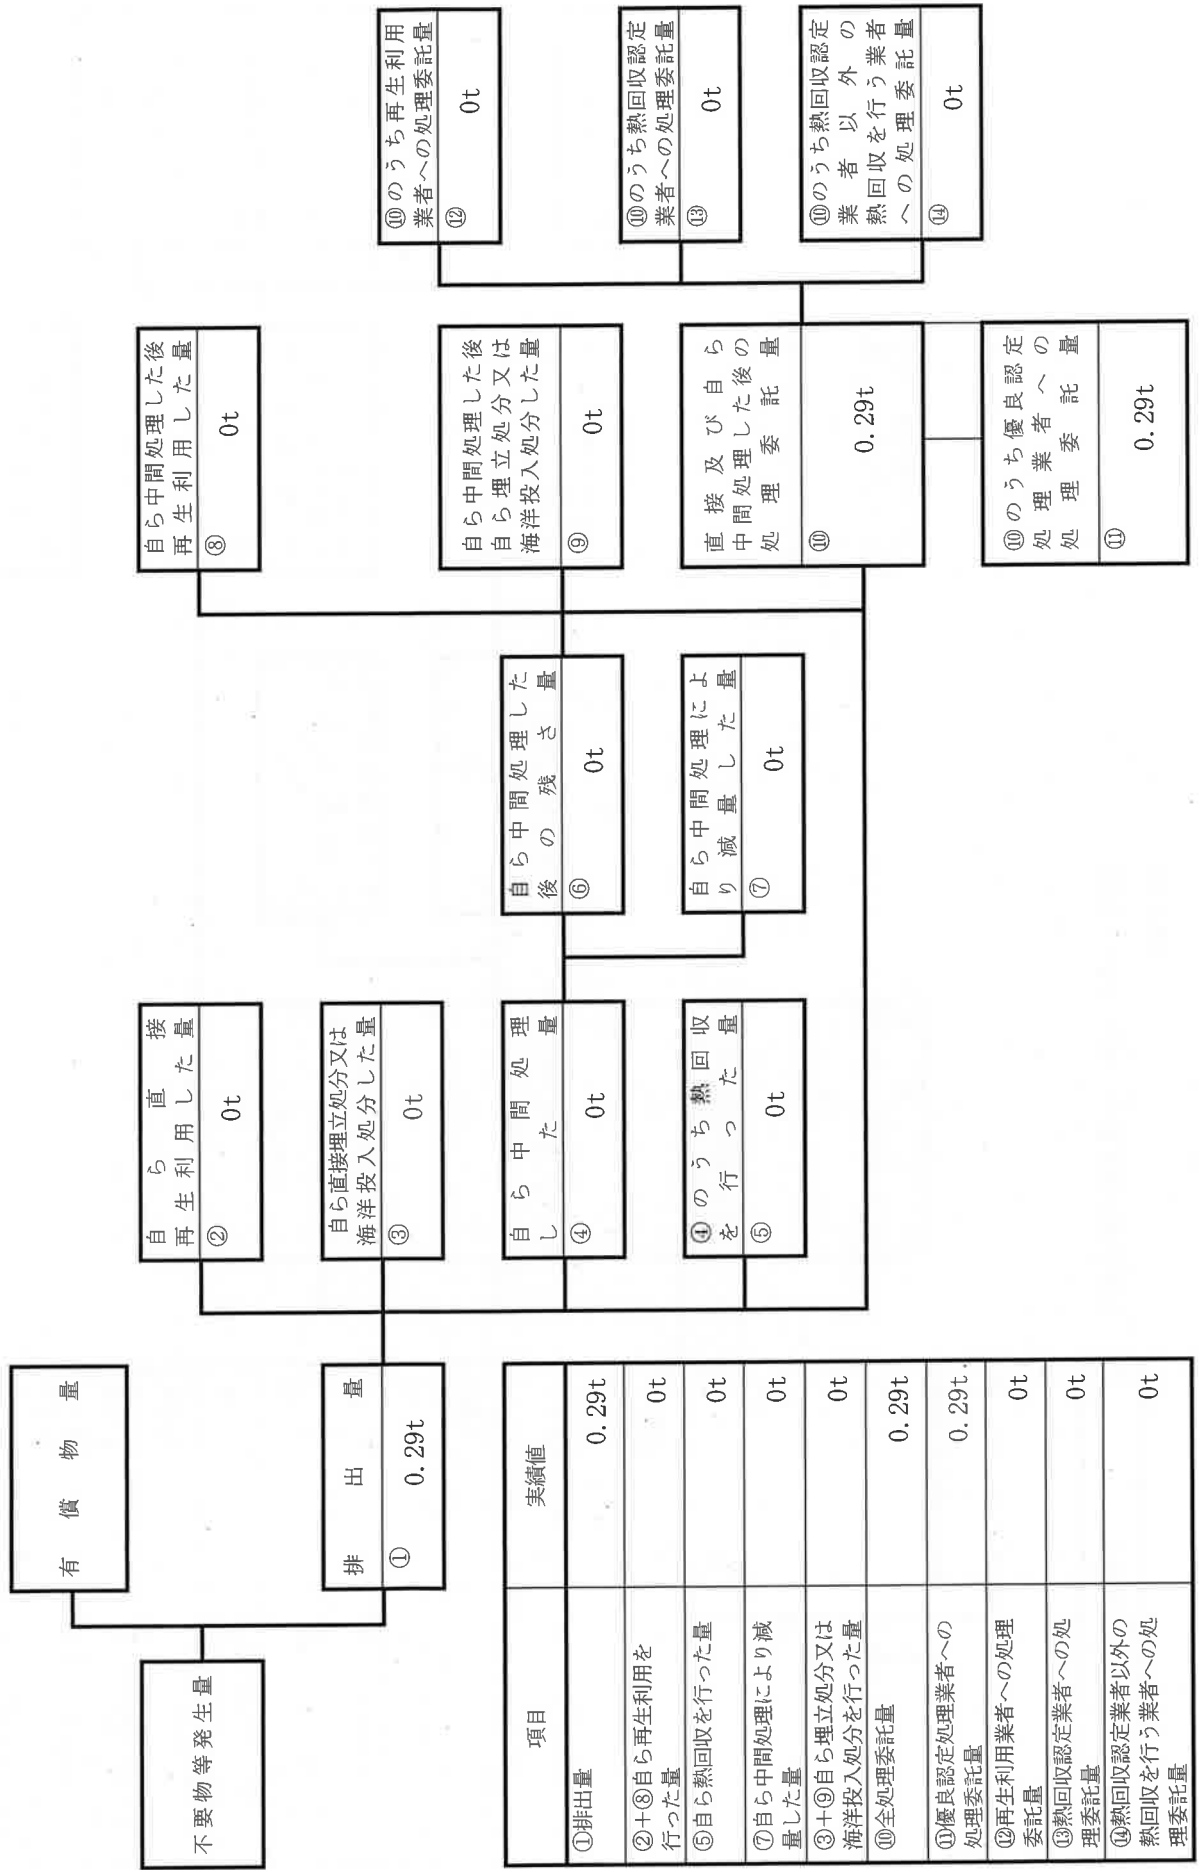 不要物等発生量
有償物量
排出量
① 0.29t
自ら直接
再生利用した量
② 0t
自ら直接埋立処分又は
海洋投入処分した量
③ 0t
自ら中間処理
した量
④ 0t
④のうち熱回収
を行った量
⑤ 0t
自ら中間処理した
後の残さ量
⑥ 0t
自ら中間処理によ
り減量した量
⑦ 0t
自ら中間処理した後
再生利用した量
⑧ 0t
自ら中間処理した後
自ら埋立処分又は
海洋投入処分した量
⑨ 0t
直接及び自ら
中間処理した後の
処理委託量
⑩ 0.29t
⑩のうち優良認定
処理業者への
処理委託量
⑪ 0.29t
⑩のうち再生利用
業者への処理委託量
⑫ 0t
⑩のうち熱回収認定
業者への処理委託量
⑬ 0t
⑩のうち熱回収認定
業者以外の
熱回収を行う業者
への処理委託量
⑭ 0t
項目 実績値
①排出量 0.29t
②+⑧自ら再生利用を
行った量 0t
⑤自ら熱回収を行った量 0t
⑦自ら中間処理により減
量した量 0t
③+⑨自ら埋立処分又は
海洋投入処分を行った量 0t
⑩全処理委託量 0.29t
⑪優良認定処理業者への
処理委託量 0.29t
⑫再生利用業者への処理
委託量 0t
⑬熱回収認定業者への処
理委託量 0t
⑭熱回収認定業者以外の
熱回収を行う業者への処
理委託量 0t